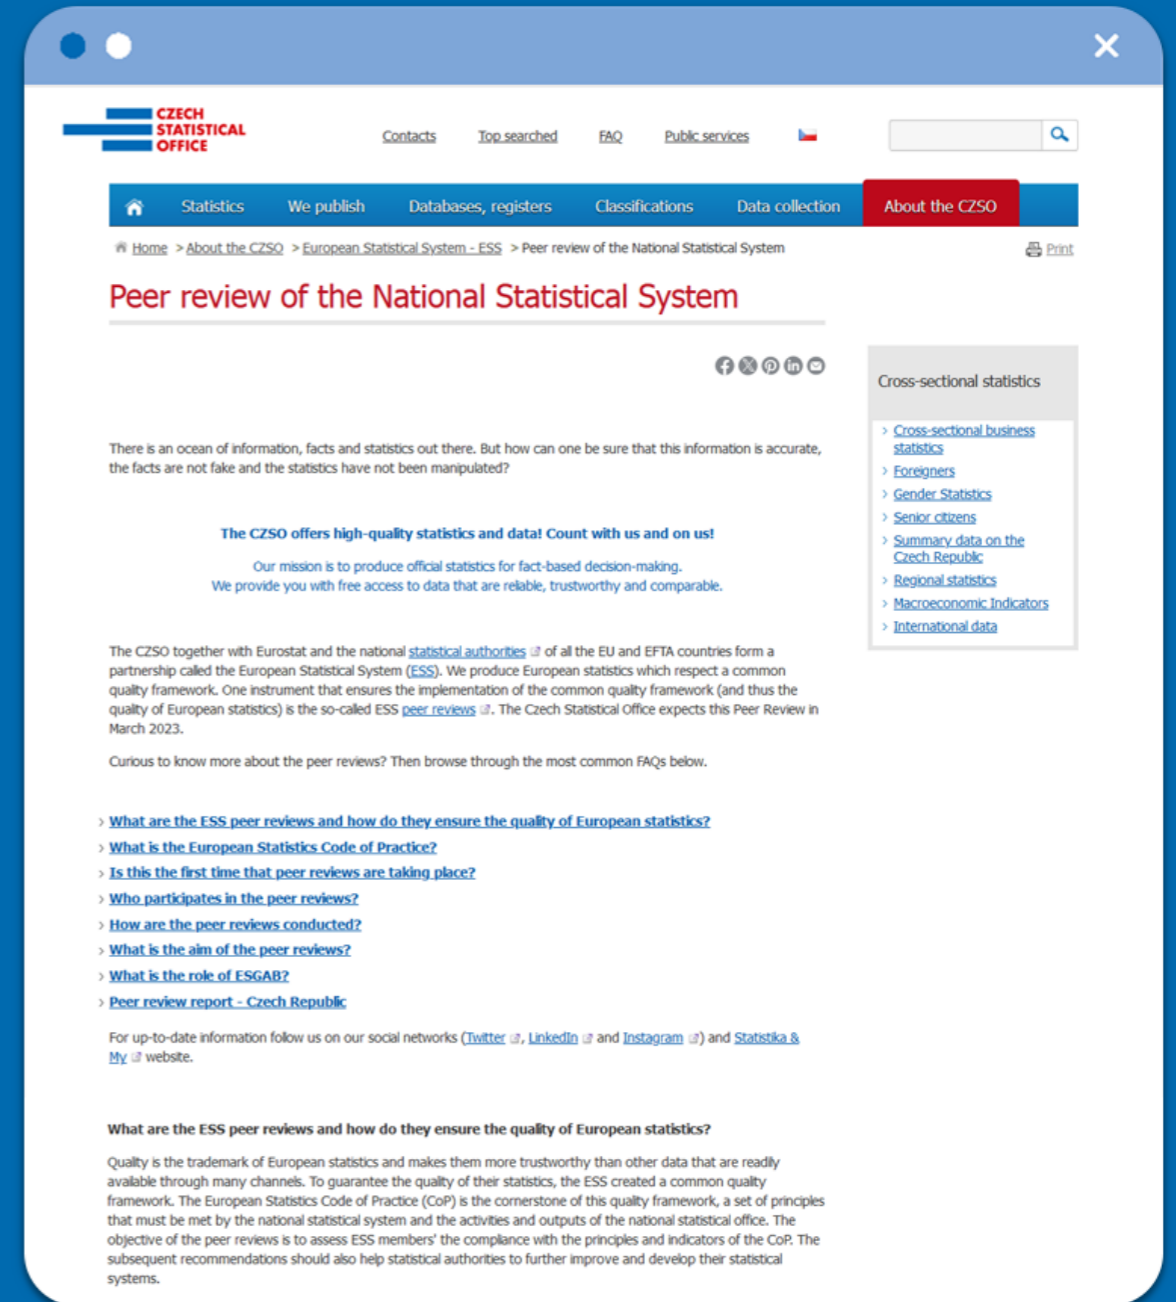 CZECH
STATISTICAL
OFFICE
Contacts Top searched FAQ Public services
Statistics We publish Databases, registers Classifications Data collection About the CZSO
Home > About the CZSO > European Statistical System - ESS > Peer review of the National Statistical System
Print
Peer review of the National Statistical System
There is an ocean of information, facts and statistics out there. But how can one be sure that this information is accurate,
the facts are not fake and the statistics have not been manipulated?
The CZSO offers high-quality statistics and data! Count with us and on us!
Our mission is to produce official statistics for fact-based decision-making.
We provide you with free access to data that are reliable, trustworthy and comparable.
The CZSO together with Eurostat and the national statistical authorities of all the EU and EFTA countries form a
partnership called the European Statistical System (ESS). We produce European statistics which respect a common
quality framework. One instrument that ensures the implementation of the common quality framework (and thus the
quality of European statistics) is the so-called ESS peer reviews . The Czech Statistical Office expects this Peer Review in
March 2023.
Curious to know more about the peer reviews? Then browse through the most common FAQs below.
> What are the ESS peer reviews and how do they ensure the quality of European statistics?
> What is the European Statistics Code of Practice?
> Is this the first time that peer reviews are taking place?
> Who participates in the peer reviews?
> How are the peer reviews conducted?
> What is the aim of the peer reviews?
> What is the role of ESGAB?
> Peer review report - Czech Republic
For up-to-date information follow us on our social networks (Twitter , LinkedIn and Instagram ) and Statistika &
My website.
What are the ESS peer reviews and how do they ensure the quality of European statistics?
Quality is the trademark of European statistics and makes them more trustworthy than other data that are readily
available through many channels. To guarantee the quality of their statistics, the ESS created a common quality
framework. The European Statistics Code of Practice (CoP) is the cornerstone of this quality framework, a set of principles
that must be met by the national statistical system and the activities and outputs of the national statistical office. The
objective of the peer reviews is to assess ESS members' the compliance with the principles and indicators of the CoP. The
subsequent recommendations should also help statistical authorities to further improve and develop their statistical
systems.
Cross-sectional statistics
> Cross-sectional business
statistics
> Foreigners
> Gender Statistics
> Senior citizens
> Summary data on the
Czech Republic
> Regional statistics
> Macroeconomic Indicators
> International data